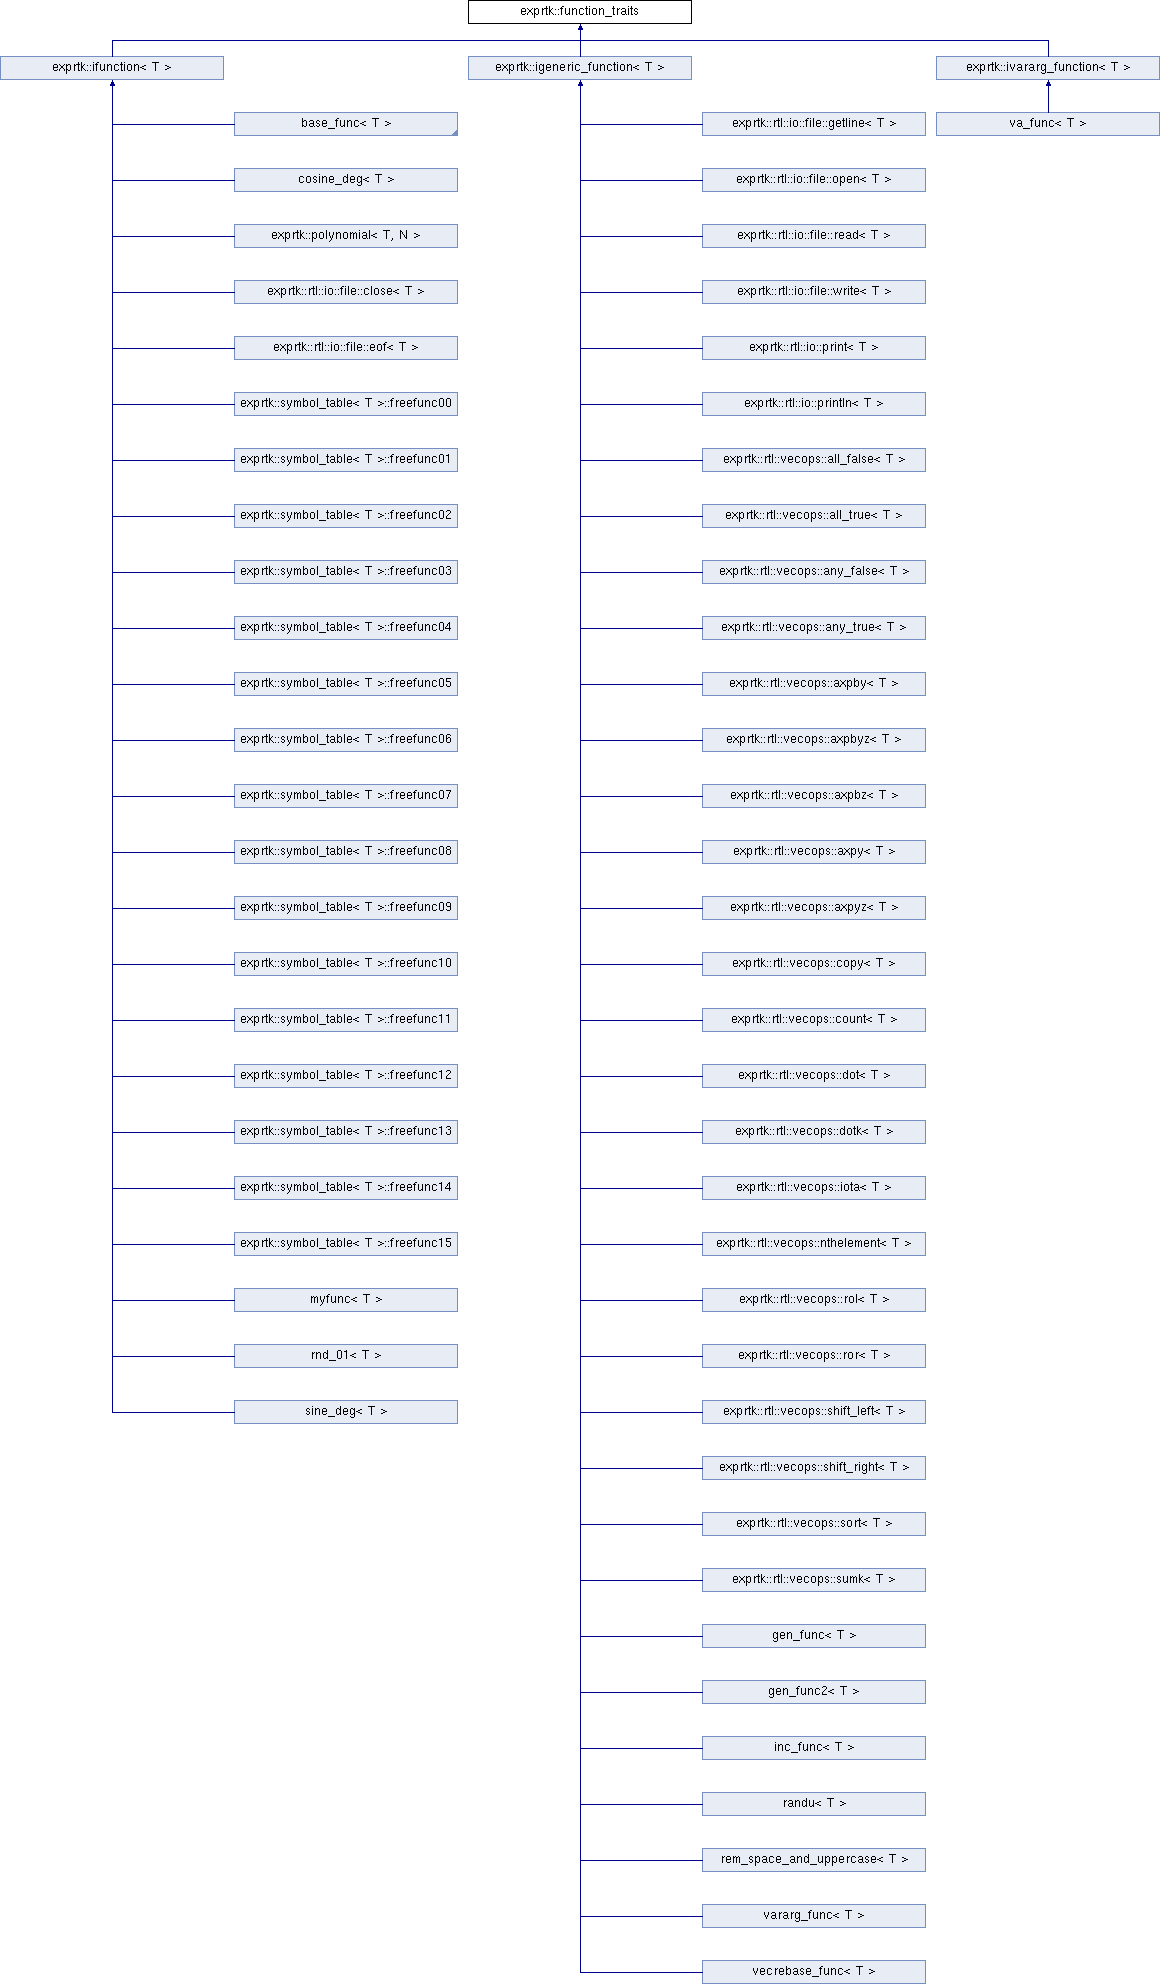 exprtk::function_traits
exprtk::ifunction< T >
exprtk::igeneric_function< T >
exprtk::ivararg_function< T >
base_func< T >
cosine_deg< T >
exprtk::polynomial< T, N >
exprtk::rtl::io::file::close< T >
exprtk::rtl::io::file::eof< T >
exprtk::symbol_table< T >::freefunc00
exprtk::symbol_table< T >::freefunc01
exprtk::symbol_table< T >::freefunc02
exprtk::symbol_table< T >::freefunc03
exprtk::symbol_table< T >::freefunc04
exprtk::symbol_table< T >::freefunc05
exprtk::symbol_table< T >::freefunc06
exprtk::symbol_table< T >::freefunc07
exprtk::symbol_table< T >::freefunc08
exprtk::symbol_table< T >::freefunc09
exprtk::symbol_table< T >::freefunc10
exprtk::symbol_table< T >::freefunc11
exprtk::symbol_table< T >::freefunc12
exprtk::symbol_table< T >::freefunc13
exprtk::symbol_table< T >::freefunc14
exprtk::symbol_table< T >::freefunc15
myfunc< T >
rnd_01< T >
sine_deg< T >
exprtk::rtl::io::file::getline< T >
exprtk::rtl::io::file::open< T >
exprtk::rtl::io::file::read< T >
exprtk::rtl::io::file::write< T >
exprtk::rtl::io::print< T >
exprtk::rtl::io::println< T >
exprtk::rtl::vecops::all_false< T >
exprtk::rtl::vecops::all_true< T >
exprtk::rtl::vecops::any_false< T >
exprtk::rtl::vecops::any_true< T >
exprtk::rtl::vecops::axpby< T >
exprtk::rtl::vecops::axpbyz< T >
exprtk::rtl::vecops::axpbz< T >
exprtk::rtl::vecops::axpy< T >
exprtk::rtl::vecops::axpyz< T >
exprtk::rtl::vecops::copy< T >
exprtk::rtl::vecops::count< T >
exprtk::rtl::vecops::dot< T >
exprtk::rtl::vecops::dotk< T >
exprtk::rtl::vecops::iota< T >
exprtk::rtl::vecops::nthelement< T >
exprtk::rtl::vecops::rol< T >
exprtk::rtl::vecops::ror< T >
exprtk::rtl::vecops::shift_left< T >
exprtk::rtl::vecops::shift_right< T >
exprtk::rtl::vecops::sort< T >
exprtk::rtl::vecops::sumk< T >
gen_func< T >
gen_func2< T >
inc_func< T >
randu< T >
rem_space_and_uppercase< T >
vararg_func< T >
vecrebase_func< T >
va_func< T >